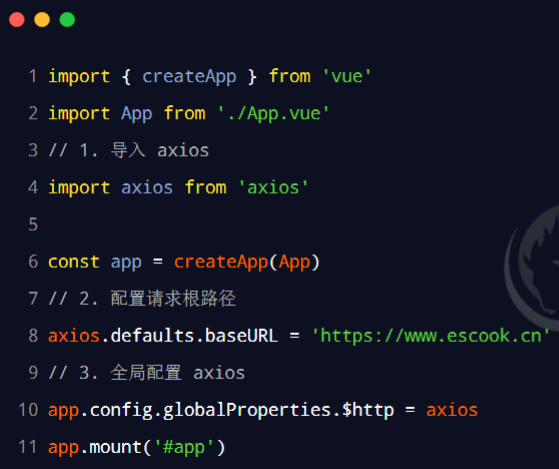 1 import { createApp } from 'vue'
2 import App from './App.vue'
3 // 1. 导入 axios
4 import axios from 'axios'
5
6 const app = createApp(App)
7 // 2. 配置请求根路径
8 axios.defaults.baseURL = 'https://www.escook.cn'
9 // 3. 全局配置 axios
10 app.config.globalProperties.$http = axios
11 app.mount('#app')